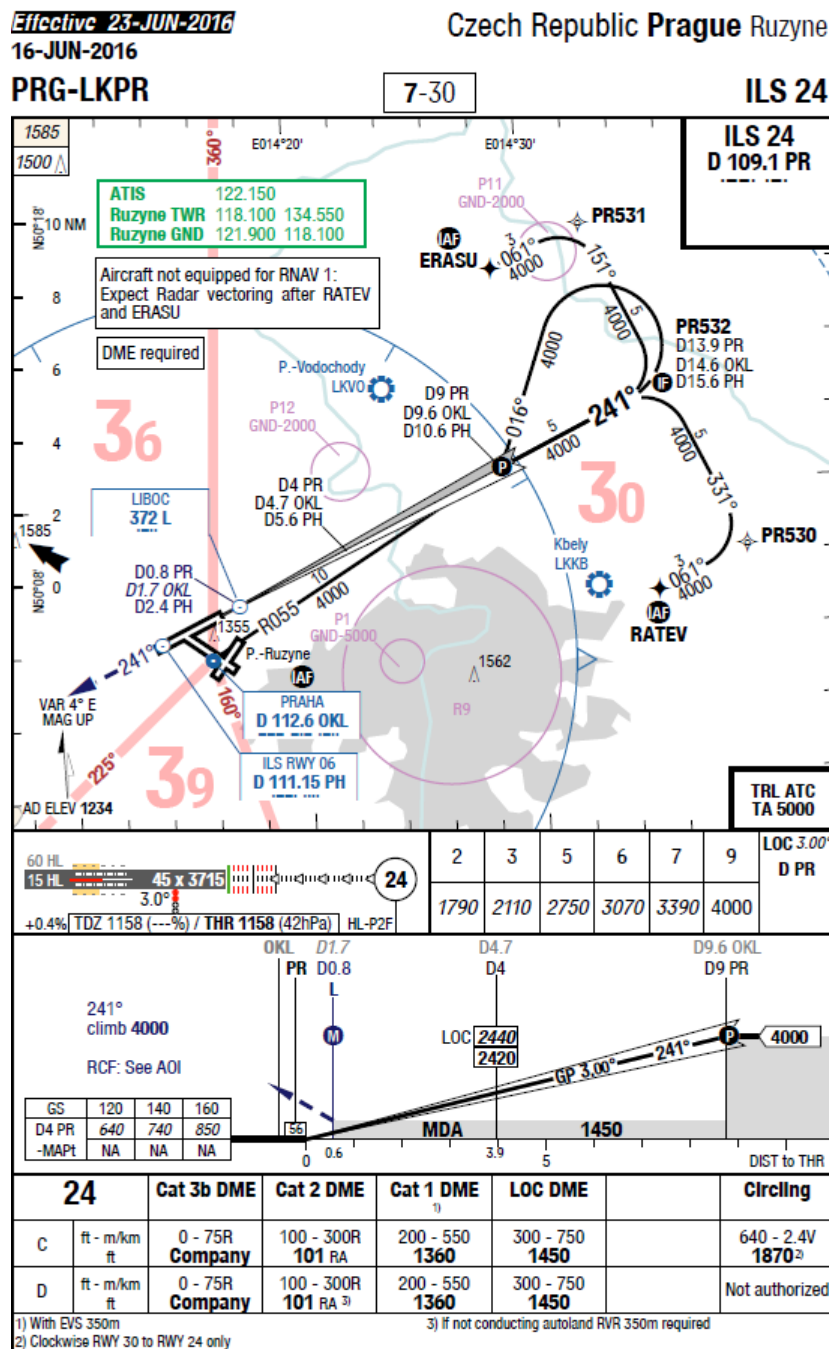 Effective 23-JUN-2016
Czech Republic Prague Ruzyne
16-JUN-2016
PRG-LKPR
7-30
ILS 24
1585
1500
360°
E014°20'
E014°30'
ILS 24
D 109.1 PR
ATIS 122.150
Ruzyne TWR 118.100 134.550
Ruzyne GND 121.900 118.100
P11
GND-2000
PR531
N50°18'
10 NM
IAF
ERASU
3
061°
4000
151°
Aircraft not equipped for RNAV 1:
Expect Radar vectoring after RATEV
and ERASU
8
5
4000
PR532
D13.9 PR
D14.6 OKL
D15.6 PH
IF
4000
DME required
6
P.-Vodochody
LKVO
D9 PR
D9.6 OKL
D10.6 PH
016°
241°
5
4000
36
P12
GND-2000
4
P
30
5
4000
331°
D4 PR
D4.7 OKL
D5.6 PH
LIBOC
372 L
2
1585
Kbely
LKKB
PR530
N50°08'
0
D0.8 PR
D1.7 OKL
D2.4 PH
10
4000
R055
3
061°
4000
IAF
RATEV
P1
GND-5000
1355
241°
P.-Ruzyne
1562
IAF
R9
VAR 4° E
MAG UP
160°
PRAHA
D 112.6 OKL
ILS RWY 06
D 111.15 PH
225°
39
AD ELEV 1234
TRL ATC
TA 5000
60 HL
15 HL
45 x 3715
24
3.0°
+0.4%
TDZ 1158 (---%) / THR 1158 (42hPa)
HL-P2F
2 3 5 6 7 9
LOC 3.00°
D PR
1790 2110 2750 3070 3390 4000
OKL D1.7 D4.7 D9.6 OKL
PR D0.8 D4 D9 PR
L
241°
climb 4000
M
LOC 2440
2420
P
4000
GP 3.00°
241°
RCF: See AOI
GS 120 140 160
D4 PR 640 740 850
-MAPt NA NA NA
56
MDA 1450
0 0.6 3.9 5 DIST to THR
24 Cat 3b DME Cat 2 DME Cat 1 DME 1) LOC DME Circling
C ft - m/km 0 - 75R 100 - 300R 200 - 550 300 - 750 640 - 2.4V
ft Company 101 RA 1360 1450 1870 2)
D ft - m/km 0 - 75R 100 - 300R 200 - 550 300 - 750 Not authorized
ft Company 101 RA 3) 1360 1450
1) With EVS 350m
3) If not conducting autoland RVR 350m required
2) Clockwise RWY 30 to RWY 24 only